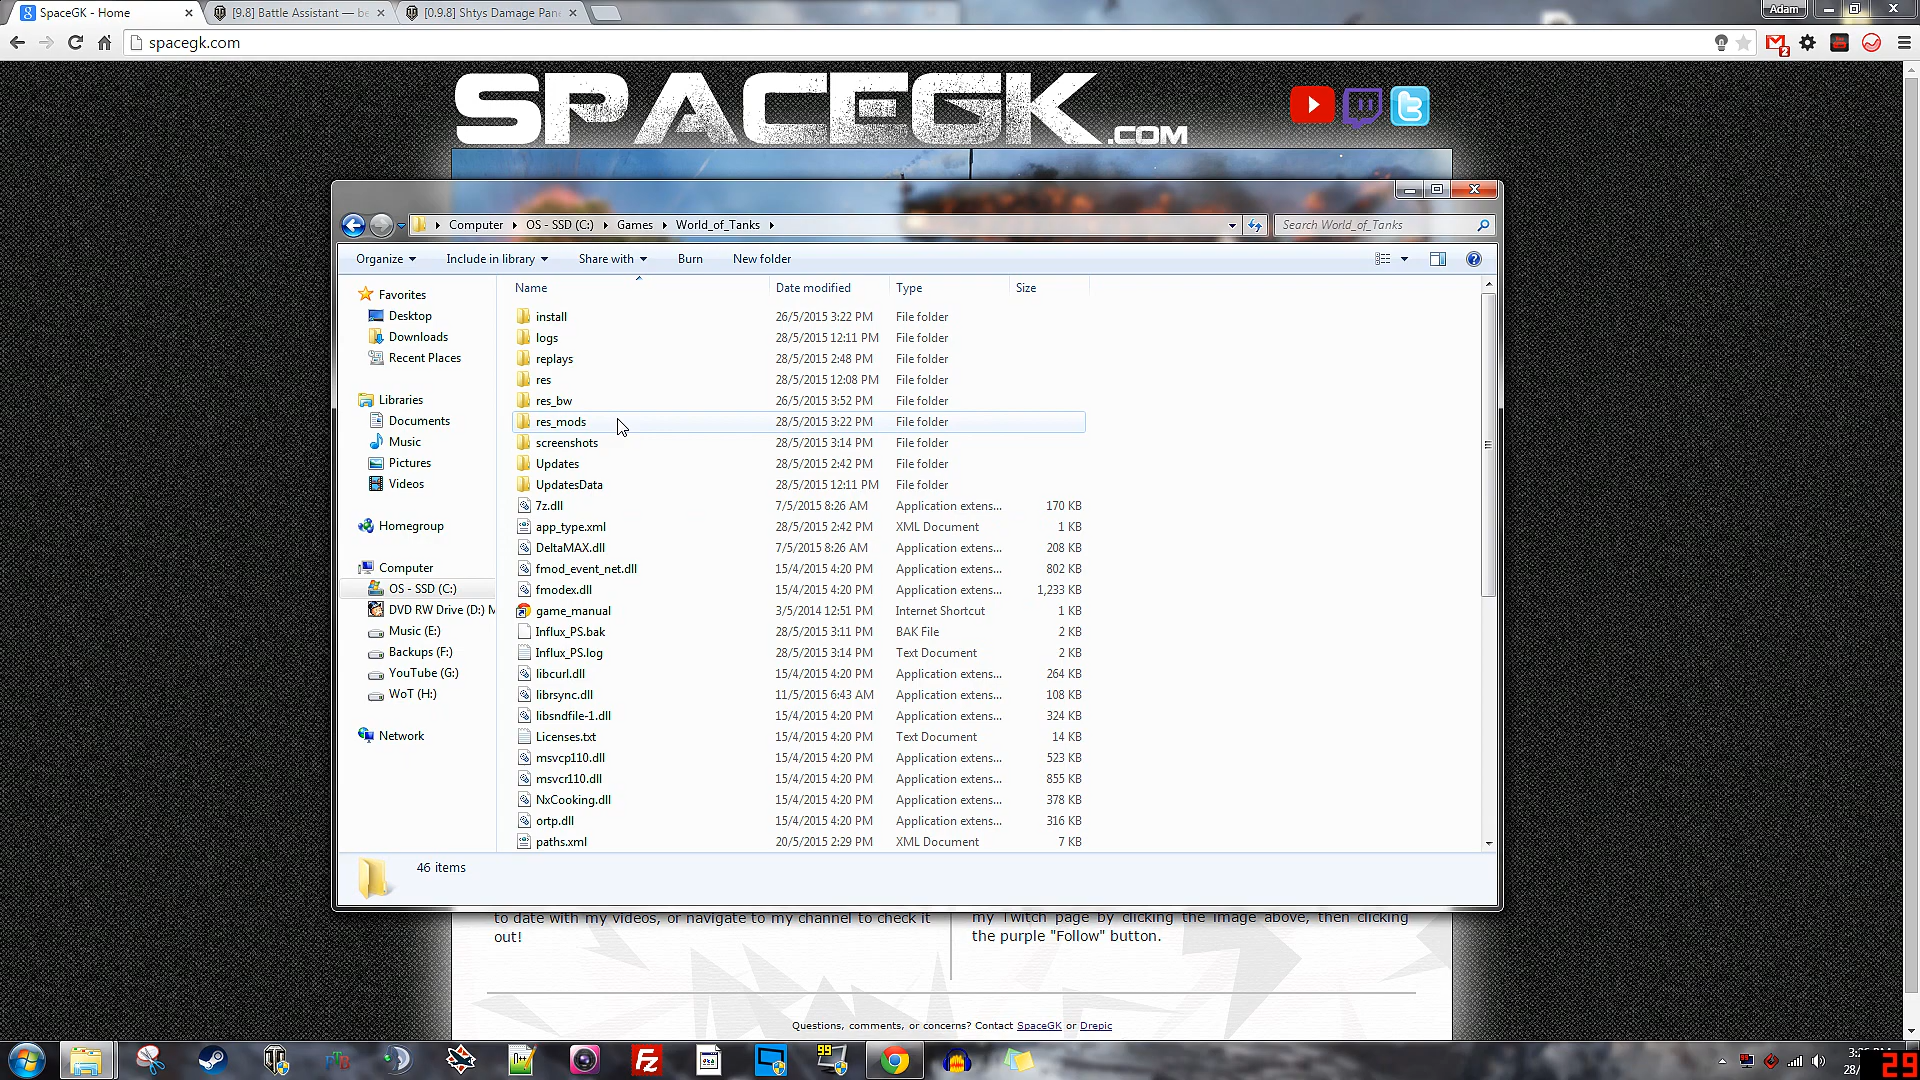 SpaceGK - Home
[9.8] Battle Assistant — be
[0.9.8] Shtys Damage Pan
Adam
spacegk.com
2
SPACEGK.COM
Computer
OS - SSD (C:)
Games
World_of_Tanks
Search World_of_Tanks
Organize
Include in library
Share with
Burn
New folder
Favorites
Desktop
Downloads
Recent Places
Libraries
Documents
Music
Pictures
Videos
Homegroup
Computer
OS - SSD (C:)
DVD RW Drive (D:) M
Music (E:)
Backups (F:)
YouTube (G:)
WoT (H:)
Network
Name Date modified Type Size
install 26/5/2015 3:22 PM File folder
logs 28/5/2015 12:11 PM File folder
replays 28/5/2015 2:48 PM File folder
res 28/5/2015 12:08 PM File folder
res_bw 26/5/2015 3:52 PM File folder
res_mods 28/5/2015 3:22 PM File folder
screenshots 28/5/2015 3:14 PM File folder
Updates 28/5/2015 2:42 PM File folder
UpdatesData 28/5/2015 12:11 PM File folder
7z.dll 7/5/2015 8:26 AM Application extens... 170 KB
app_type.xml 28/5/2015 2:42 PM XML Document 1 KB
DeltaMAX.dll 7/5/2015 8:26 AM Application extens... 208 KB
fmod_event_net.dll 15/4/2015 4:20 PM Application extens... 802 KB
fmodex.dll 15/4/2015 4:20 PM Application extens... 1,233 KB
game_manual 3/5/2014 12:51 PM Internet Shortcut 1 KB
Influx_PS.bak 28/5/2015 3:11 PM BAK File 2 KB
Influx_PS.log 28/5/2015 3:14 PM Text Document 2 KB
libcurl.dll 15/4/2015 4:20 PM Application extens... 264 KB
librsync.dll 11/5/2015 6:43 AM Application extens... 108 KB
libsndfile-1.dll 15/4/2015 4:20 PM Application extens... 324 KB
Licenses.txt 15/4/2015 4:20 PM Text Document 14 KB
msvcp110.dll 15/4/2015 4:20 PM Application extens... 523 KB
msvcr110.dll 15/4/2015 4:20 PM Application extens... 855 KB
NxCooking.dll 15/4/2015 4:20 PM Application extens... 378 KB
ortp.dll 15/4/2015 4:20 PM Application extens... 316 KB
paths.xml 20/5/2015 2:29 PM XML Document 7 KB
46 items
to date with my videos, or navigate to my channel to check it
out!
my Twitch page by clicking the image above, then clicking
the purple "Follow" button.
Questions, comments, or concerns? Contact SpaceGK or Drepic
99
28/
29